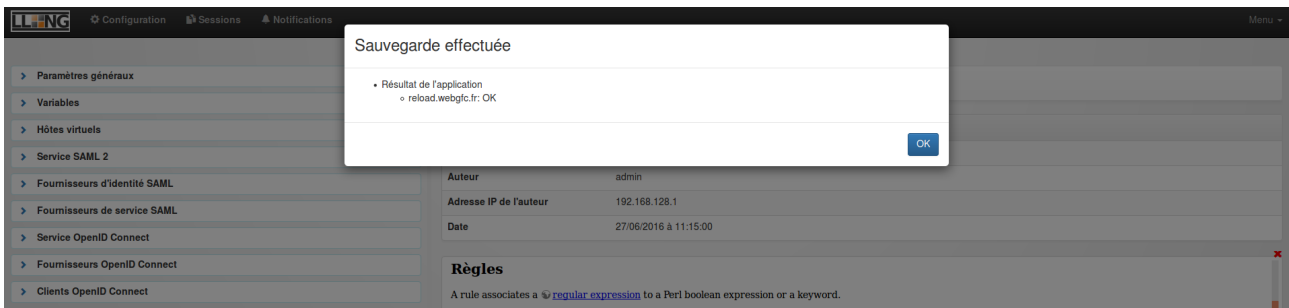 LL::NG Configuration Sessions Notifications Menu
Sauvegarde effectuée
Résultat de l'application
reload.webgfc.fr: OK
OK
Paramètres généraux
Variables
Hôtes virtuels
Service SAML 2
Fournisseurs d'identité SAML
Fournisseurs de service SAML
Service OpenID Connect
Fournisseurs OpenID Connect
Clients OpenID Connect
Auteur admin
Adresse IP de l'auteur 192.168.128.1
Date 27/06/2016 à 11:15:00
Règles
A rule associates a regular expression to a Perl boolean expression or a keyword.